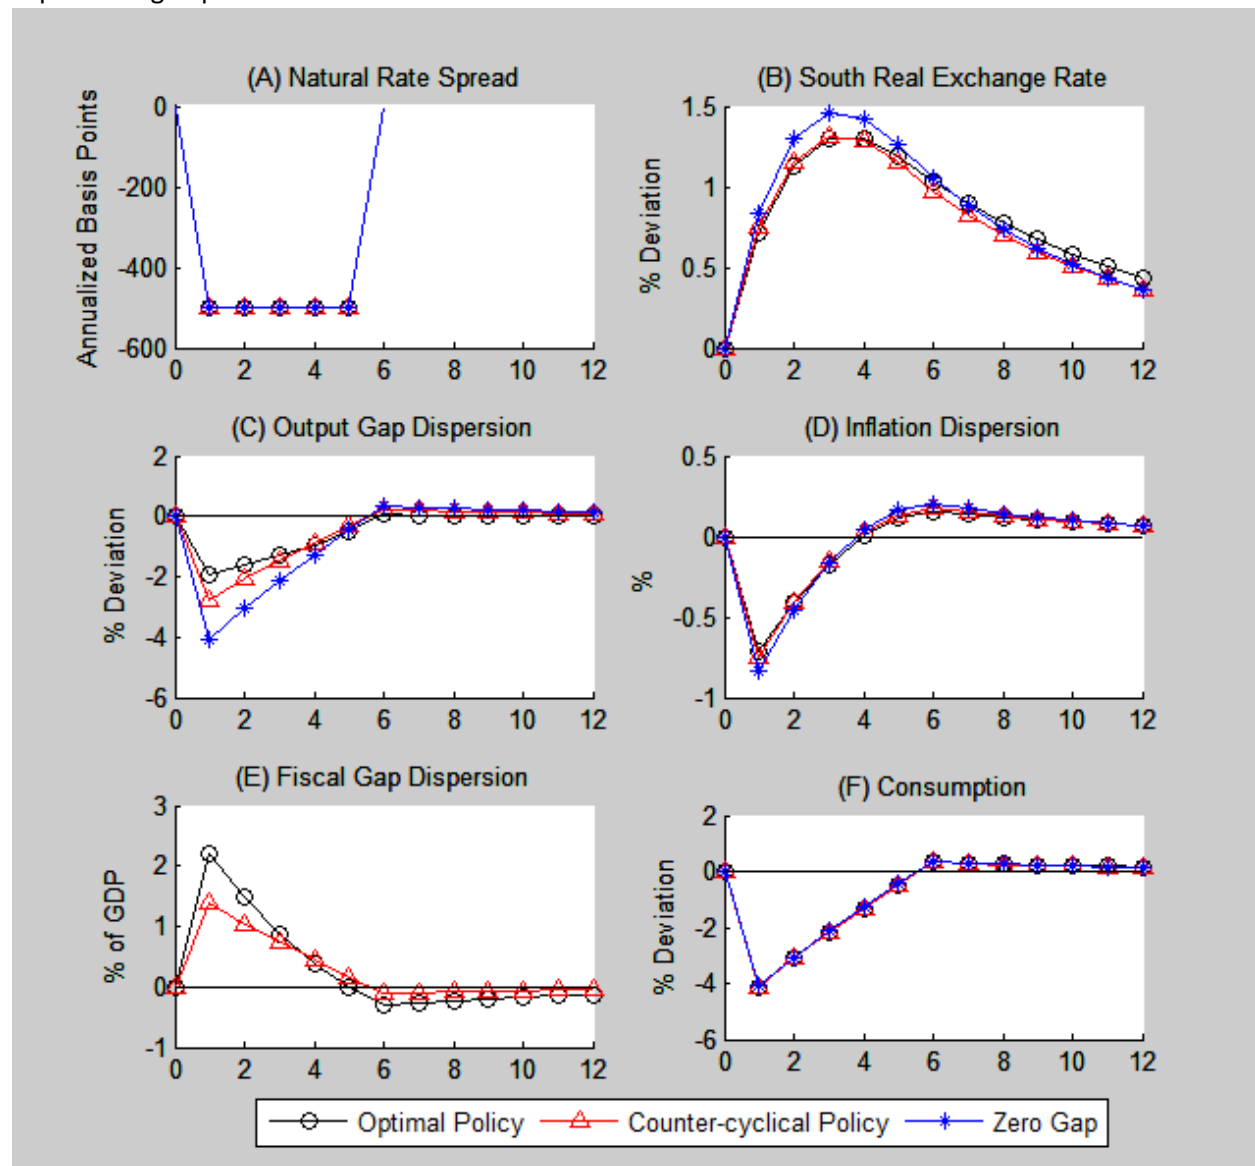 (A) Natural Rate Spread
Annualized Basis Points
0
-200
-400
-600
0 2 4 6 8 10 12
(B) South Real Exchange Rate
% Deviation
1.5
1
0.5
0
0 2 4 6 8 10 12
(C) Output Gap Dispersion
% Deviation
2
0
-2
-4
-6
0 2 4 6 8 10 12
(D) Inflation Dispersion
%
0.5
0
-0.5
-1
0 2 4 6 8 10 12
(E) Fiscal Gap Dispersion
% of GDP
3
2
1
0
-1
0 2 4 6 8 10 12
(F) Consumption
% Deviation
2
0
-2
-4
-6
0 2 4 6 8 10 12
Optimal Policy Counter-cyclical Policy Zero Gap